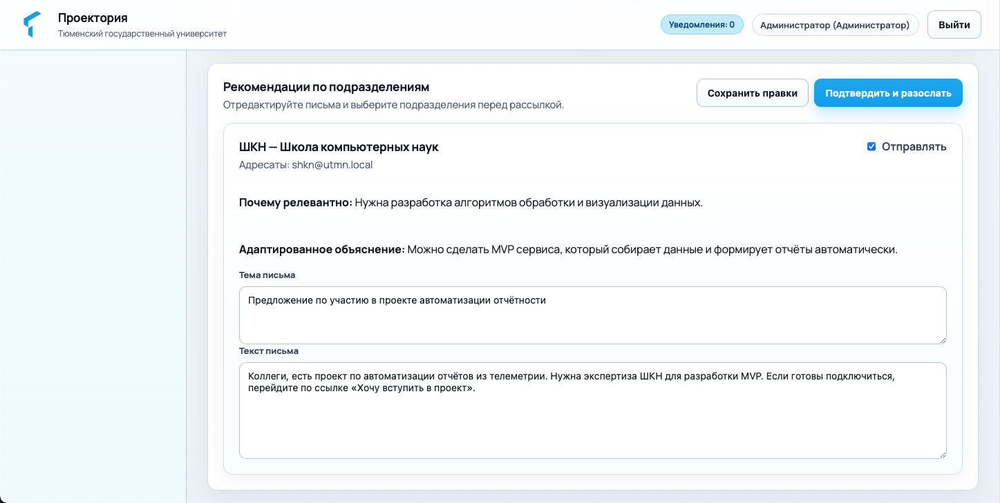 Проектория
Тюменский государственный университет
Уведомления: 0
Администратор (Администратор)
Выйти
Рекомендации по подразделениям
Отредактируйте письма и выберите подразделения перед рассылкой.
Сохранить правки
Подтвердить и разослать
ШКН — Школа компьютерных наук
Адресаты: shkn@utmn.local
Отправлять
Почему релевантно: Нужна разработка алгоритмов обработки и визуализации данных.
Адаптированное объяснение: Можно сделать MVP сервиса, который собирает данные и формирует отчёты автоматически.
Тема письма
Предложение по участию в проекте автоматизации отчётности
Текст письма
Коллеги, есть проект по автоматизации отчётов из телеметрии. Нужна экспертиза ШКН для разработки MVP. Если готовы подключиться,
перейдите по ссылке «Хочу вступить в проект».